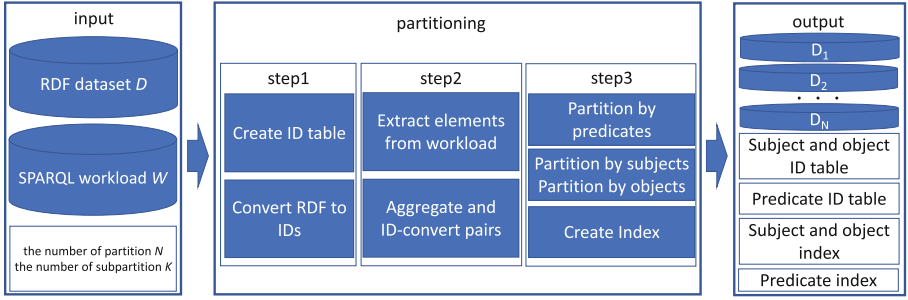 input
RDF dataset D
SPARQL workload W
the number of partition N
the number of subpartition K
partitioning
step1
Create ID table
Convert RDF to
IDs
step2
Extract elements
from workload
Aggregate and
ID-convert pairs
step3
Partition by
predicates
Partition by subjects
Partition by objects
Create Index
output
D1
D2
. . .
DN
Subject and object
ID table
Predicate ID table
Subject and object
index
Predicate index